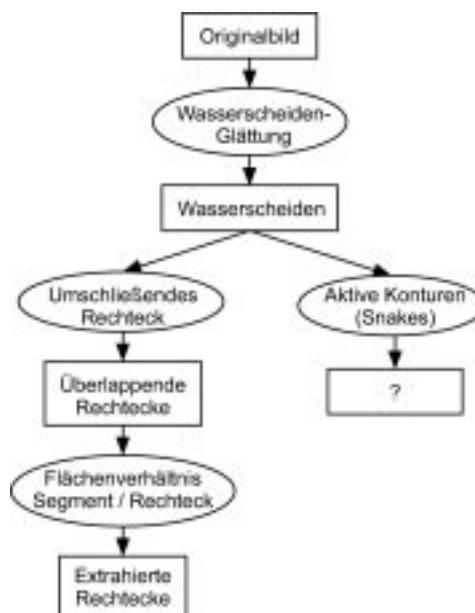 Originalbild
Wasserscheiden-
Glättung
Wasserscheiden
Umschließendes
Rechteck
Aktive Konturen
(Snakes)
Überlappende
Rechtecke
?
Flächenverhältnis
Segment / Rechteck
Extrahierte
Rechtecke